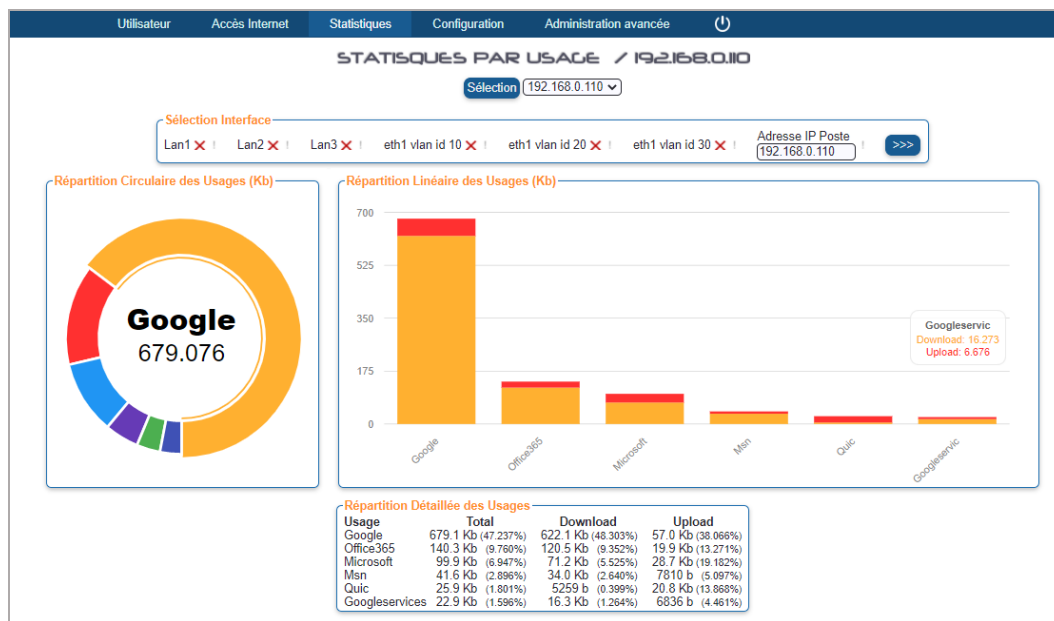 Utilisateur Accès Internet Statistiques Configuration Administration avancée
STATISQUES PAR USAGE / 192.168.0.110
Sélection 192.168.0.110
Sélection Interface
Lan1 ! Lan2 ! Lan3 ! eth1 vlan id 10 ! eth1 vlan id 20 ! eth1 vlan id 30 ! Adresse IP Poste 192.168.0.110 ! >>>
Répartition Circulaire des Usages (Kb)
Google
679.076
Répartition Linéaire des Usages (Kb)
700
525
350
175
0
Googleservic
Download: 16.273
Upload: 6.676
Google Office365 Microsoft Msn Quic Googleservic
Répartition Détaillée des Usages
Usage Total Download Upload
Google 679.1 Kb (47.237%) 622.1 Kb (48.303%) 57.0 Kb (38.066%)
Office365 140.3 Kb (9.760%) 120.5 Kb (9.352%) 19.9 Kb (13.271%)
Microsoft 99.9 Kb (6.947%) 71.2 Kb (5.525%) 28.7 Kb (19.182%)
Msn 41.6 Kb (2.896%) 34.0 Kb (2.640%) 7810 b (5.097%)
Quic 25.9 Kb (1.801%) 5259 b (0.399%) 20.8 Kb (13.868%)
Googleservices 22.9 Kb (1.596%) 16.3 Kb (1.264%) 6836 b (4.461%)